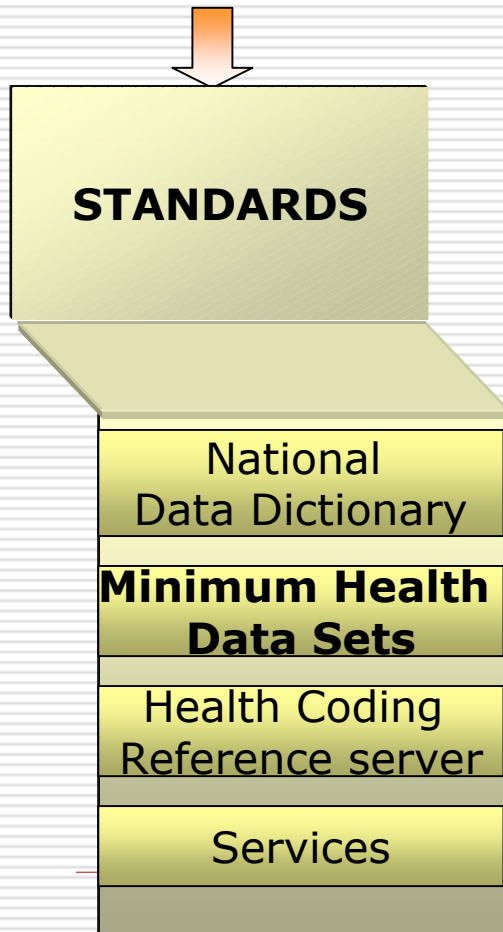 STANDARDS
National
Data Dictionary
Minimum Health
Data Sets
Health Coding
Reference server
Services